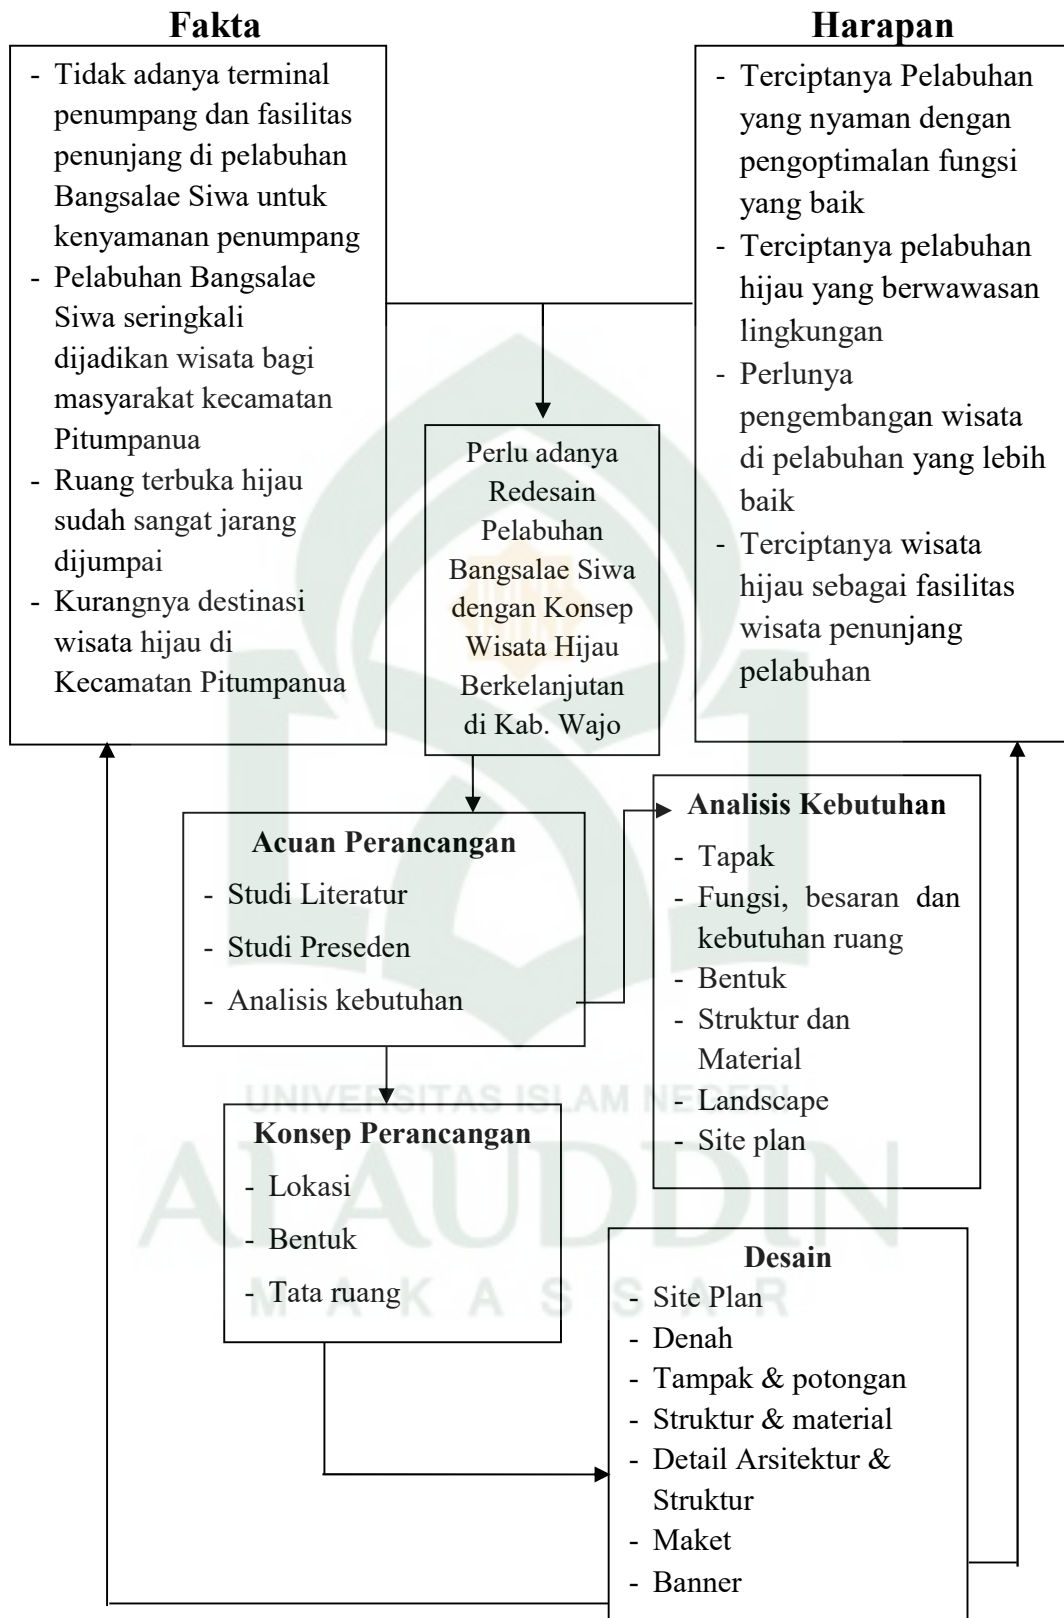 Fakta
- Tidak adanya terminal
penumpang dan fasilitas
penunjang di pelabuhan
Bangsalae Siwa untuk
kenyamanan penumpang
- Pelabuhan Bangsalae
Siwa seringkali
dijadikan wisata bagi
masyarakat kecamatan
Pitumpanua
- Ruang terbuka hijau
sudah sangat jarang
dijumpai
- Kurangnya destinasi
wisata hijau di
Kecamatan Pitumpanua
Harapan
- Terciptanya Pelabuhan
yang nyaman dengan
pengoptimalan fungsi
yang baik
- Terciptanya pelabuhan
hijau yang berwawasan
lingkungan
- Perlunya
pengembangan wisata
di pelabuhan yang lebih
baik
- Terciptanya wisata
hijau sebagai fasilitas
wisata penunjang
pelabuhan
Perlu adanya
Redesain
Pelabuhan
Bangsalae Siwa
dengan Konsep
Wisata Hijau
Berkelanjutan
di Kab. Wajo
Acuan Perancangan
- Studi Literatur
- Studi Preseden
- Analisis kebutuhan
Analisis Kebutuhan
- Tapak
- Fungsi, besaran dan
kebutuhan ruang
- Bentuk
- Struktur dan
Material
- Landscape
- Site plan
UNIVERSITAS ISLAM NEGERI
ALAUDDIN
MAKASSAR
Konsep Perancangan
- Lokasi
- Bentuk
- Tata ruang
Desain
- Site Plan
- Denah
- Tampak & potongan
- Struktur & material
- Detail Arsitektur &
Struktur
- Maket
- Banner